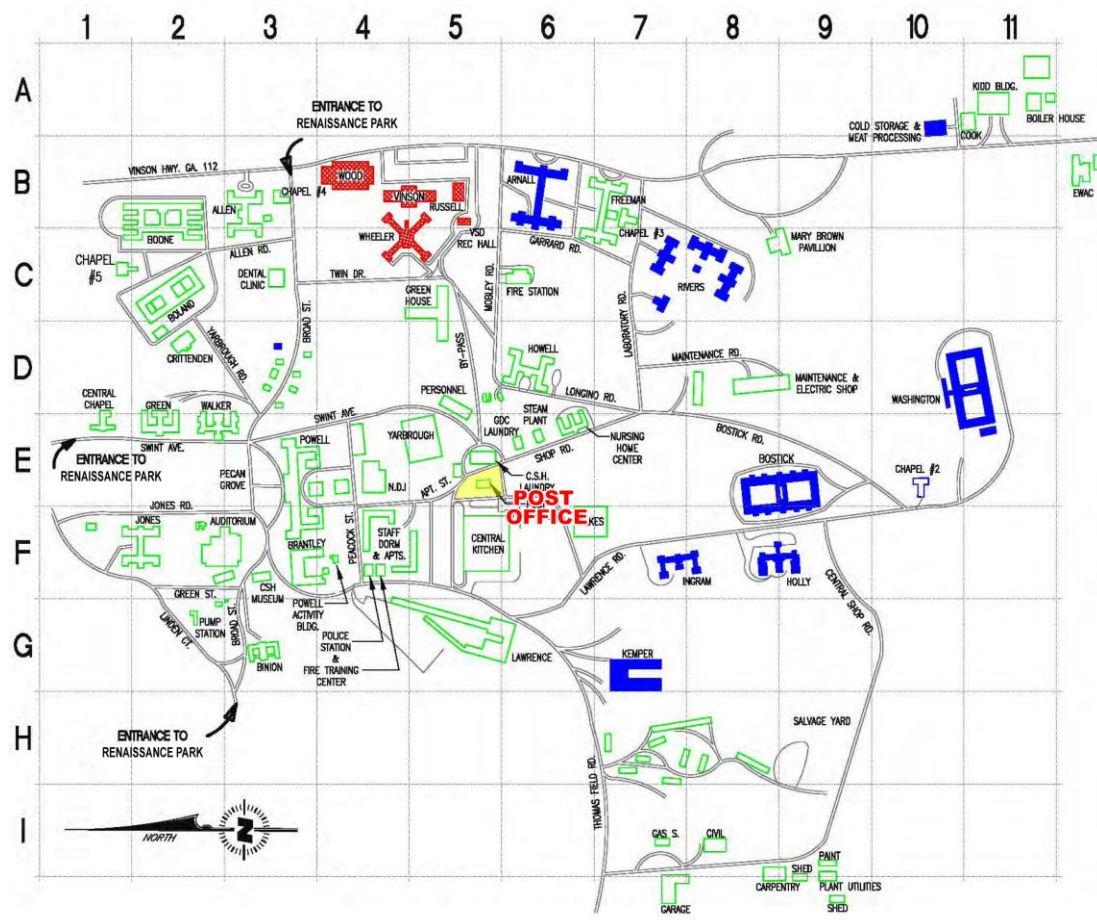 1 2 3 4 5 6 7 8 9 10 11
A
B
C
D
E
F
G
H
I
ENTRANCE TO
RENAISSANCE PARK
KIDD BLDG.
BOILER HOUSE
COLD STORAGE &
MEAT PROCESSING
COOK
VINSON HWY. GA. 112
CHAPEL #4
WOOD
VINSON
RUSSELL
ARNALL
FREEMAN
EWAC
ALLEN
BOONE
WHEELER
VSD
REC HALL
GARRARD RD.
CHAPEL #3
MARY BROWN
PAVILLION
ALLEN RD.
CHAPEL
#5
DENTAL
CLINIC
TWIN DR.
GREEN
HOUSE
MOBLEY RD.
FIRE STATION
RIVERS
LABORATORY RD.
BOLAND
BROAD ST.
YARBROUGH RD.
CRITTENDEN
BY-PASS
HOWELL
MAINTENANCE RD.
MAINTENANCE &
ELECTRIC SHOP
WASHINGTON
LONGINO RD.
PERSONNEL
CENTRAL
CHAPEL
GREEN
WALKER
SWINT AVE
GDC
LAUNDRY
STEAM
PLANT
NURSING
HOME
CENTER
SHOP RD.
BOSTICK RD.
BOSTICK
CHAPEL #2
SWINT AVE.
ENTRANCE TO
RENAISSANCE PARK
POWELL
YARBROUGH
PECAN
GROVE
N.D.I
APT. ST.
C.S.H.
LAUNDRY
POST
OFFICE
JONES RD.
JONES
AUDITORIUM
BRANTLEY
PEACOCK ST.
STAFF
DORM
& APTS.
CENTRAL
KITCHEN
LKES
LAWRENCE RD.
INGRAM
HOLLY
CENTRAL SHOP RD.
GREEN ST.
CSH
MUSEUM
POWELL
ACTIVITY
BLDG.
LINDEN CT.
PUMP
STATION
BROAD ST.
BINION
POLICE
STATION
&
FIRE TRAINING
CENTER
LAWRENCE
KEMPER
ENTRANCE TO
RENAISSANCE PARK
SALVAGE YARD
THOMAS FIELD RD.
NORTH
N
GAS S.
CIVIL
PAINT
SHED
CARPENTRY
PLANT UTILITIES
GARAGE
SHED